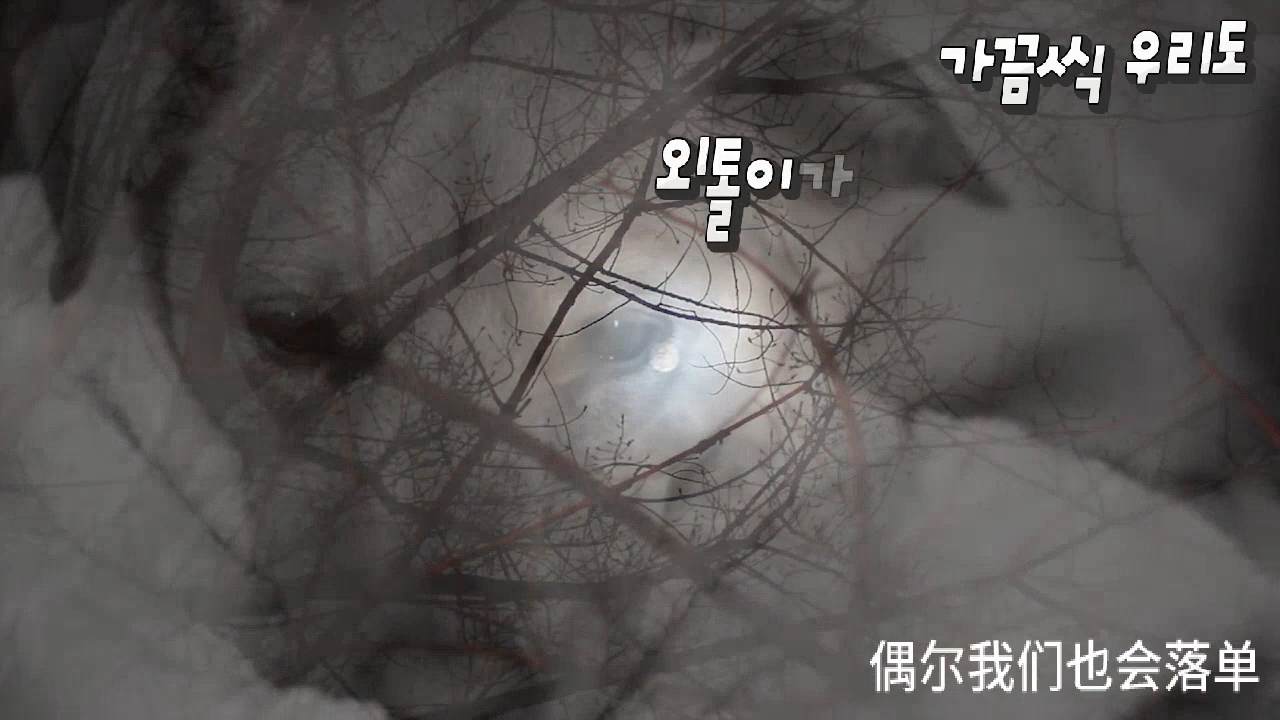 가끔씩 우리도
외톨이가
偶尔我们也会落单